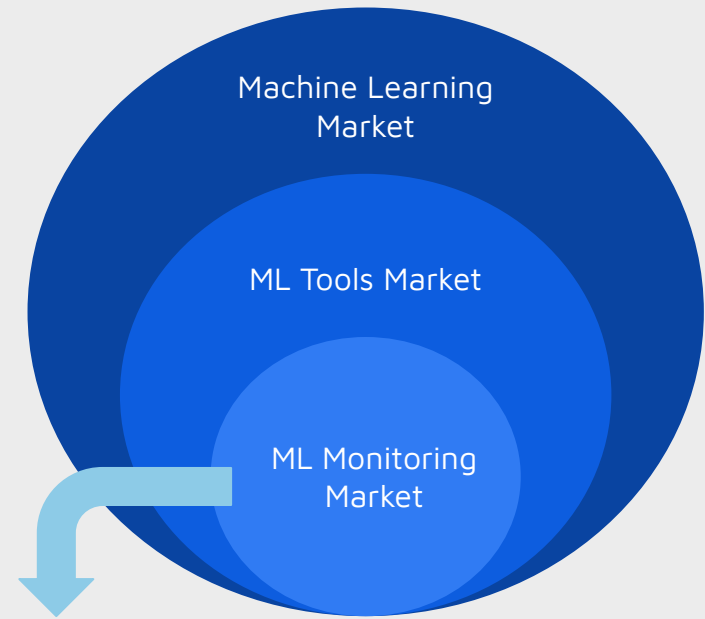 Machine Learning
Market
ML Tools Market
ML Monitoring
Market